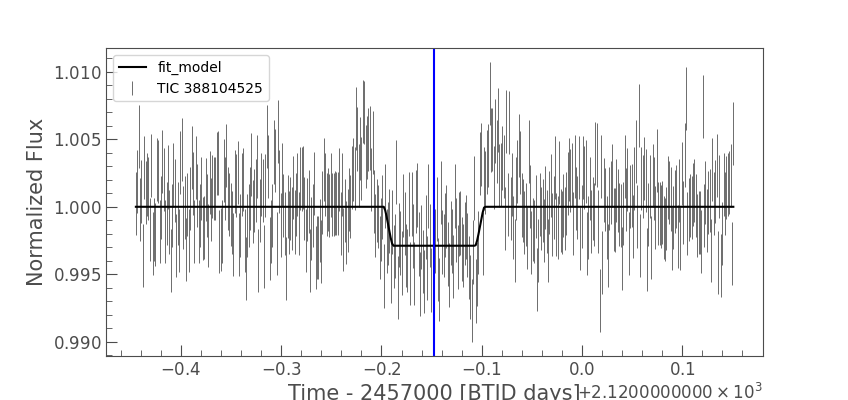 fit_model
TIC 388104525
1.010
1.005
1.000
0.995
0.990
Normalized Flux
−0.4
−0.3
−0.2
−0.1
0.0
0.1
Time - 2457000 [BTJD days]
+2.1200000000 × 10³